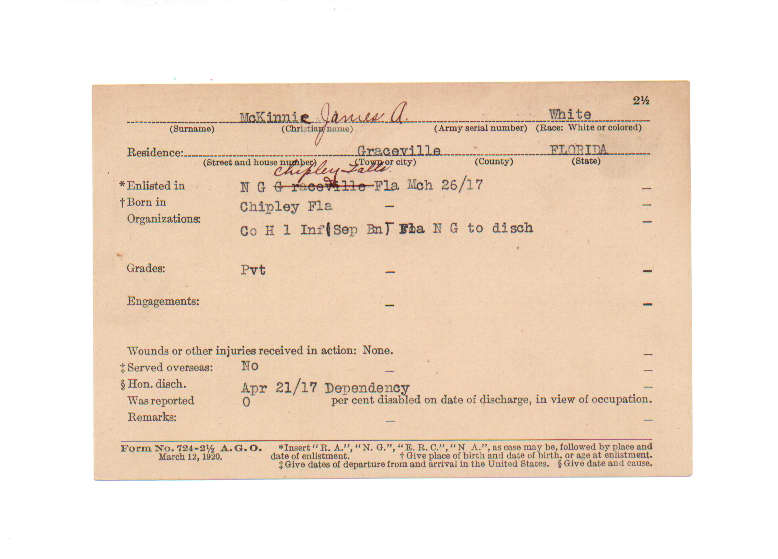 2½
McKinnie James A. White
(Surname) (Christian name) (Army serial number) (Race: White or colored)
Residence: Graceville FLORIDA
(Street and house number) (Town or city) (County) (State)
Chipley
*Enlisted in N G Graceville Fla Mch 26/17 —
†Born in Chipley Fla — —
Organizations: —
Co H 1 Inf (Sep Bn) Fla N G to disch
Grades: Pvt — —
Engagements: — —
Wounds or other injuries received in action: None. —
‡Served overseas: No — —
§Hon. disch. Apr 21/17 Dependency —
Was reported 0 per cent disabled on date of discharge, in view of occupation.
Remarks: — —
Form No. 724-2½ A. G. O. *Insert "R. A.", "N. G.", "E. R. C.", "N A.", as case may be, followed by place and
March 12, 1920. date of enlistment. †Give place of birth and date of birth, or age at enlistment.
‡Give dates of departure from and arrival in the United States. §Give date and cause.